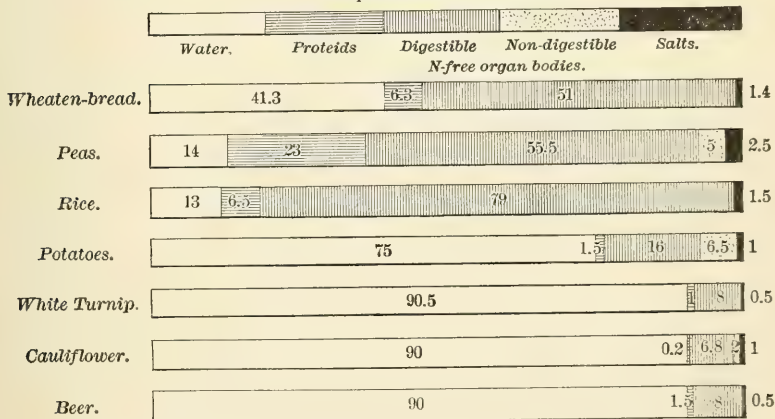 Water. Proteids Digestible Non-digestible Salts.
N-free organ bodies.
Wheaten-bread. 41.3 6.3 51 1.4
Peas. 14 23 55.5 5 2.5
Rice. 13 6.5 79 1.5
Potatoes. 75 1.5 16 6.5 1
White Turnip. 90.5 8 0.5
Cauliflower. 90 0.2 6.8 2 1
Beer. 90 1.5 8 0.5